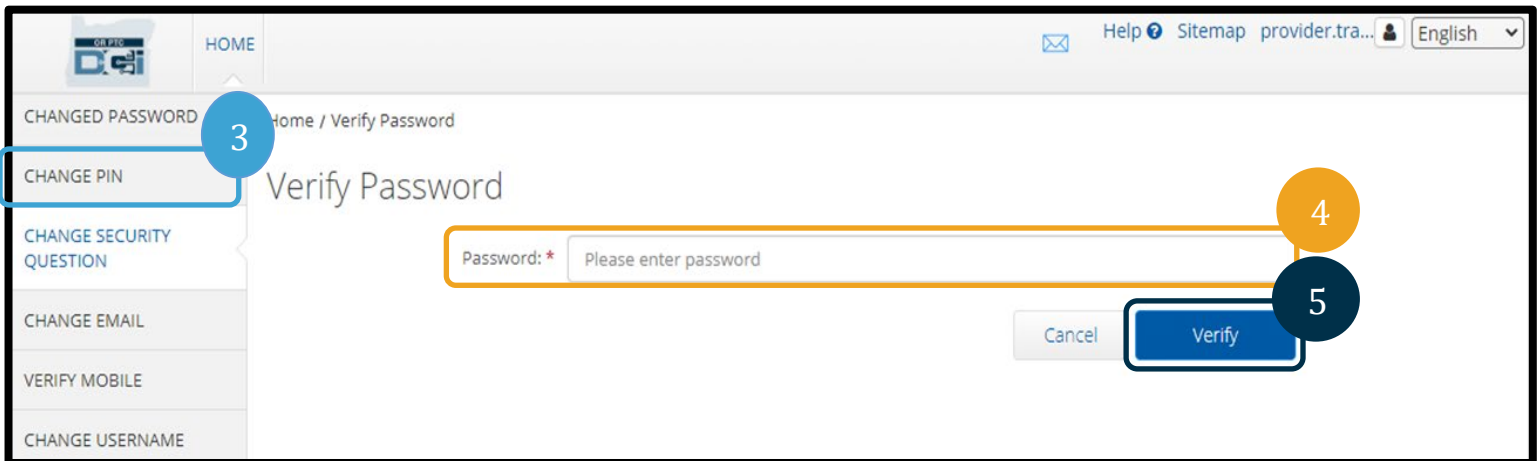 OR PTC
DCi
HOME
Help ? Sitemap provider.tra... English
CHANGED PASSWORD
3
Home / Verify Password
CHANGE PIN
Verify Password
4
CHANGE SECURITY
QUESTION
Password: * Please enter password
5
CHANGE EMAIL
Cancel Verify
VERIFY MOBILE
CHANGE USERNAME